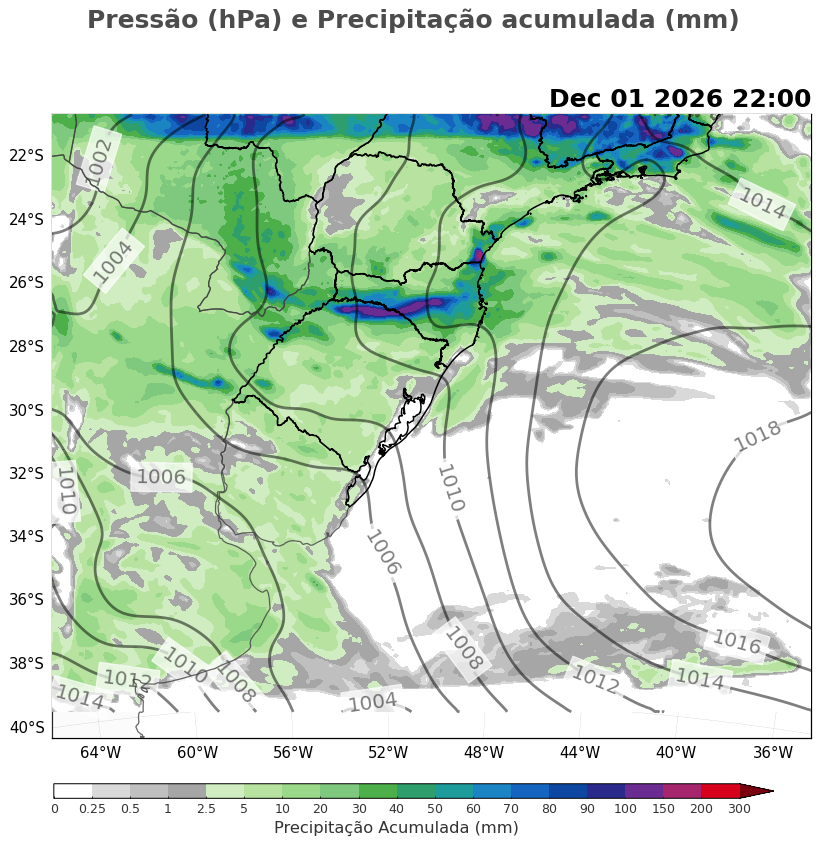 Pressão (hPa) e Precipitação acumulada (mm)
Dec 01 2026 22:00
22°S
24°S
26°S
28°S
30°S
32°S
34°S
36°S
38°S
40°S
1002
1004
1014
1018
1006
1010
1010
1006
1008
1016
1014
1012
1010
1008
1012
1014
1004
64°W 60°W 56°W 52°W 48°W 44°W 40°W 36°W
0 0.25 0.5 1 2.5 5 10 20 30 40 50 60 70 80 90 100 150 200 300
Precipitação Acumulada (mm)